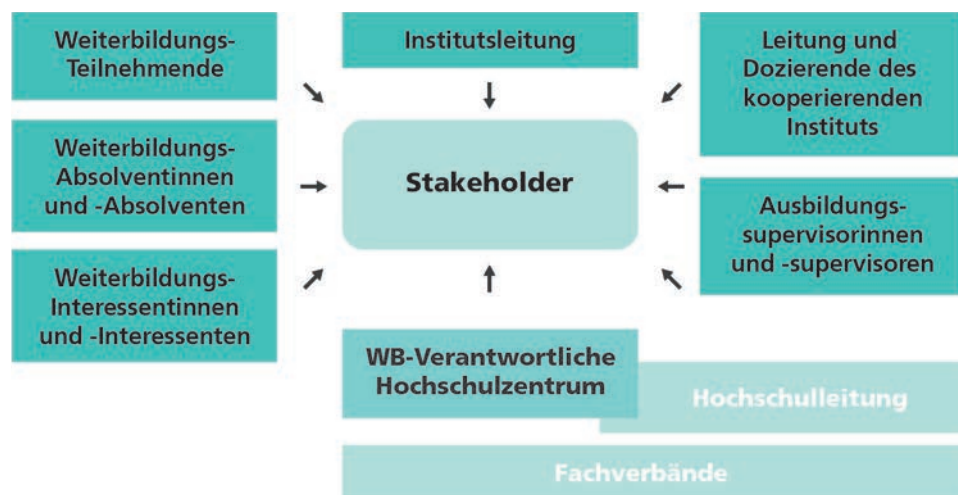 Weiterbildungs-
Teilnehmende
Institutsleitung
Leitung und
Dozierende des
kooperierenden
Instituts
Weiterbildungs-
Absolventinnen
und -Absolventen
Stakeholder
Ausbildungs-
supervisorinnen
und -supervisoren
Weiterbildungs-
Interessentinnen
und -Interessenten
WB-Verantwortliche
Hochschulzentrum
Hochschulleitung
Fachverbände